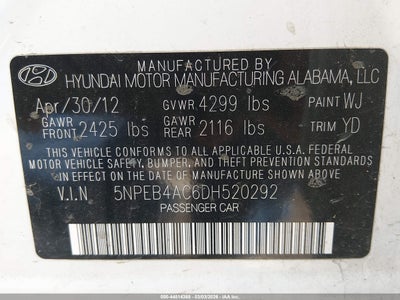 MANUFACTURED BY
HYUNDAI MOTOR MANUFACTURING ALABAMA, LLC
Apr/30/12 GVWR 4299 lbs PAINT WJ
GAWR FRONT 2425 lbs GAWR REAR 2116 lbs TRIM YD
THIS VEHICLE CONFORMS TO ALL APPLICABLE U.S.A. FEDERAL
MOTOR VEHICLE SAFETY, BUMPER, AND THEFT PREVENTION
STANDARDS IN EFFECT ON THE DATE OF MANUFACTURE SHOWN ABOVE.
V.I.N 5NPEB4AC6DH520292
PASSENGER CAR